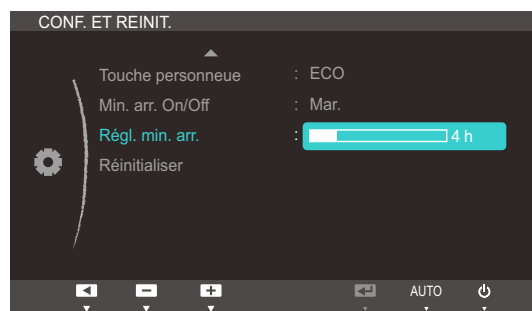 CONF. ET REINIT.
Touche personneue : ECO
Min. arr. On/Off : Mar.
Régl. min. arr. : 4 h
Réinitialiser
AUTO